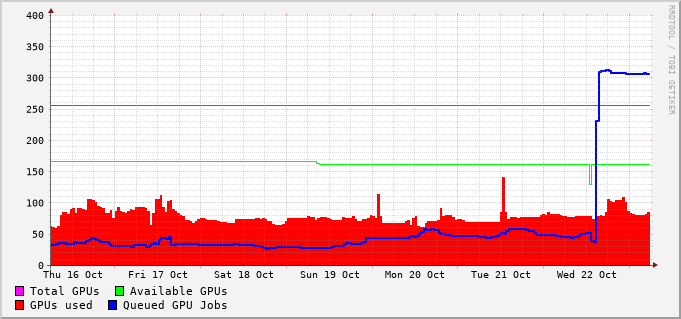 400
350
300
250
200
150
100
50
0
Thu 16 Oct Fri 17 Oct Sat 18 Oct Sun 19 Oct Mon 20 Oct Tue 21 Oct Wed 22 Oct
Total GPUs Available GPUs
GPUs used Queued GPU Jobs
RRDTOOL / TOBI OETIKER